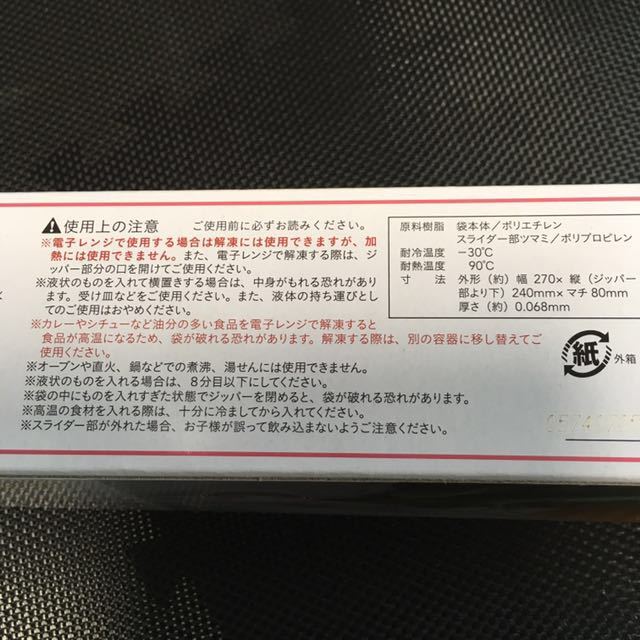 ⚠使用上の注意 ご使用前に必ずお読みください。
※電子レンジで使用する場合は解凍には使用できますが、加
熱には使用できません。また、電子レンジで解凍する際は、ジ
ッパー部分の口を開けてご使用ください。
※液状のものを入れて横置きする場合は、中身がもれる恐れがありま
す。受け皿などをご使用ください。また、液体の持ち運びとし
てのご使用はおやめください。
※カレーやシチューなど油分の多い食品を電子レンジで解凍すると
食品が高温になるため、袋が破れる恐れがあります。解凍する際は、別の容器に移し替えてご
使用ください。
※オーブンや直火、鍋などでの煮沸、湯せんには使用できません。
※液状のものを入れる場合は、8分目以下にしてください。
※袋の中にものを入れすぎた状態でジッパーを閉めると、袋が破れる恐れがあります。
※高温の食材を入れる際は、十分に冷ましてから入れてください。
※スライダー部が外れた場合、お子様が誤って飲み込まないようご注意ください。
原料樹脂 袋本体/ポリエチレン
スライダー部ツマミ/ポリプロピレン
耐冷温度 −30℃
耐熱温度 90℃
寸法 外形(約)幅 270× 縦(ジッパー
部より下)240mm× マチ 80mm
厚さ(約)0.068mm
紙 外箱